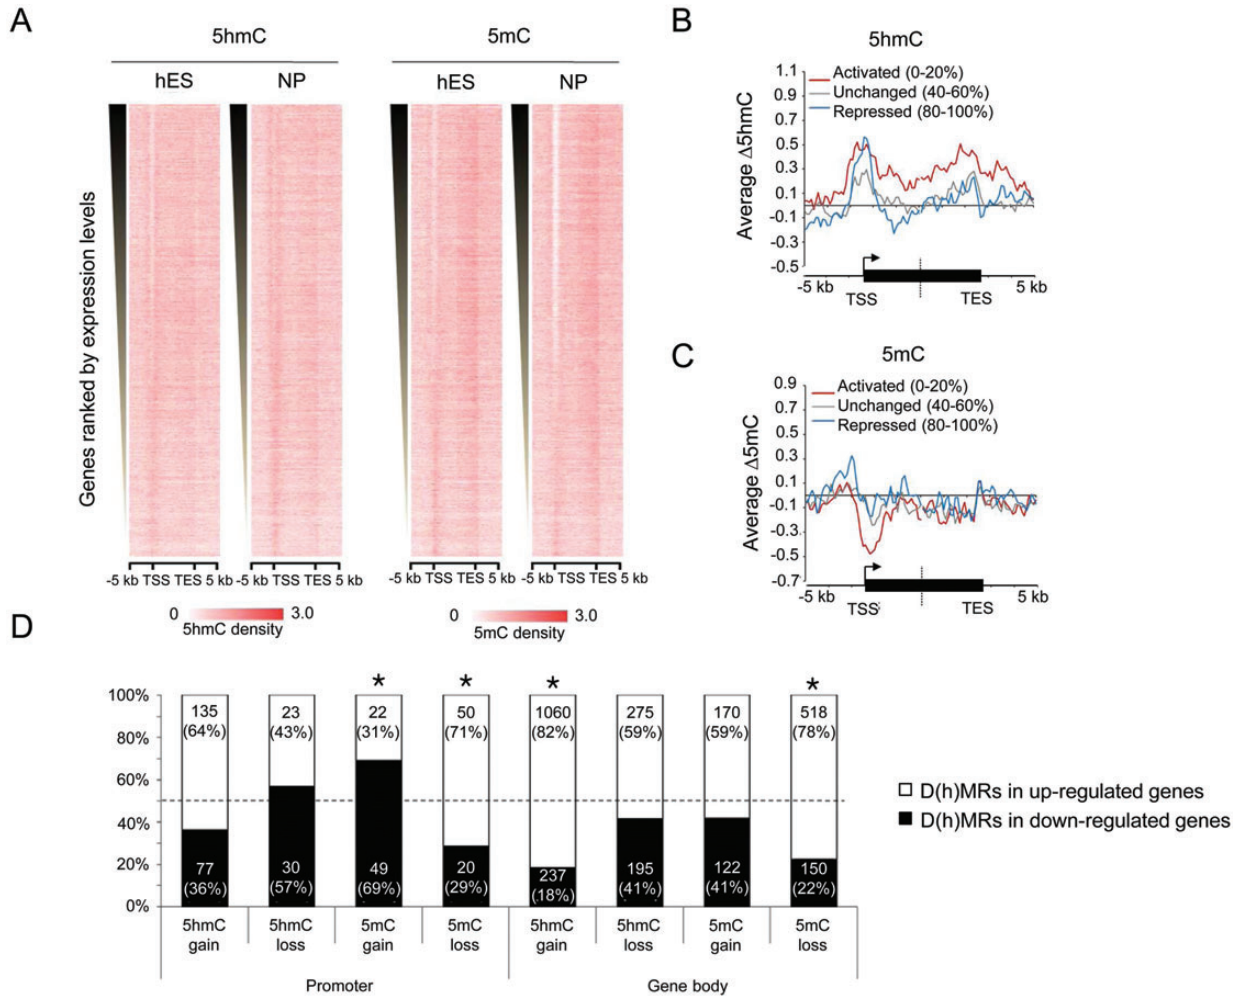 A
5hmC
5mC
hES
NP
hES
NP
Genes ranked by expression levels
-5 kb TSS TES 5 kb
-5 kb TSS TES 5 kb
-5 kb TSS TES 5 kb
-5 kb TSS TES 5 kb
0 3.0
5hmC density
0 3.0
5mC density
B
5hmC
Activated (0-20%)
Unchanged (40-60%)
Repressed (80-100%)
Average Δ5hmC
1.1
0.9
0.7
0.5
0.3
0.1
-0.1
-0.3
-0.5
-5 kb TSS TES 5 kb
C
5mC
Activated (0-20%)
Unchanged (40-60%)
Repressed (80-100%)
Average Δ5mC
0.9
0.7
0.5
0.3
0.1
-0.1
-0.3
-0.5
-0.7
-5 kb TSS TES 5 kb
D
* * * *
100%
80%
60%
40%
20%
0%
135 23 22 50 1060 275 170 518
(64%) (43%) (31%) (71%) (82%) (59%) (59%) (78%)
77 30 49 20 237 195 122 150
(36%) (57%) (69%) (29%) (18%) (41%) (41%) (22%)
5hmC 5hmC 5mC 5mC 5hmC 5hmC 5mC 5mC
gain loss gain loss gain loss gain loss
Promoter Gene body
D(h)MRs in up-regulated genes
D(h)MRs in down-regulated genes